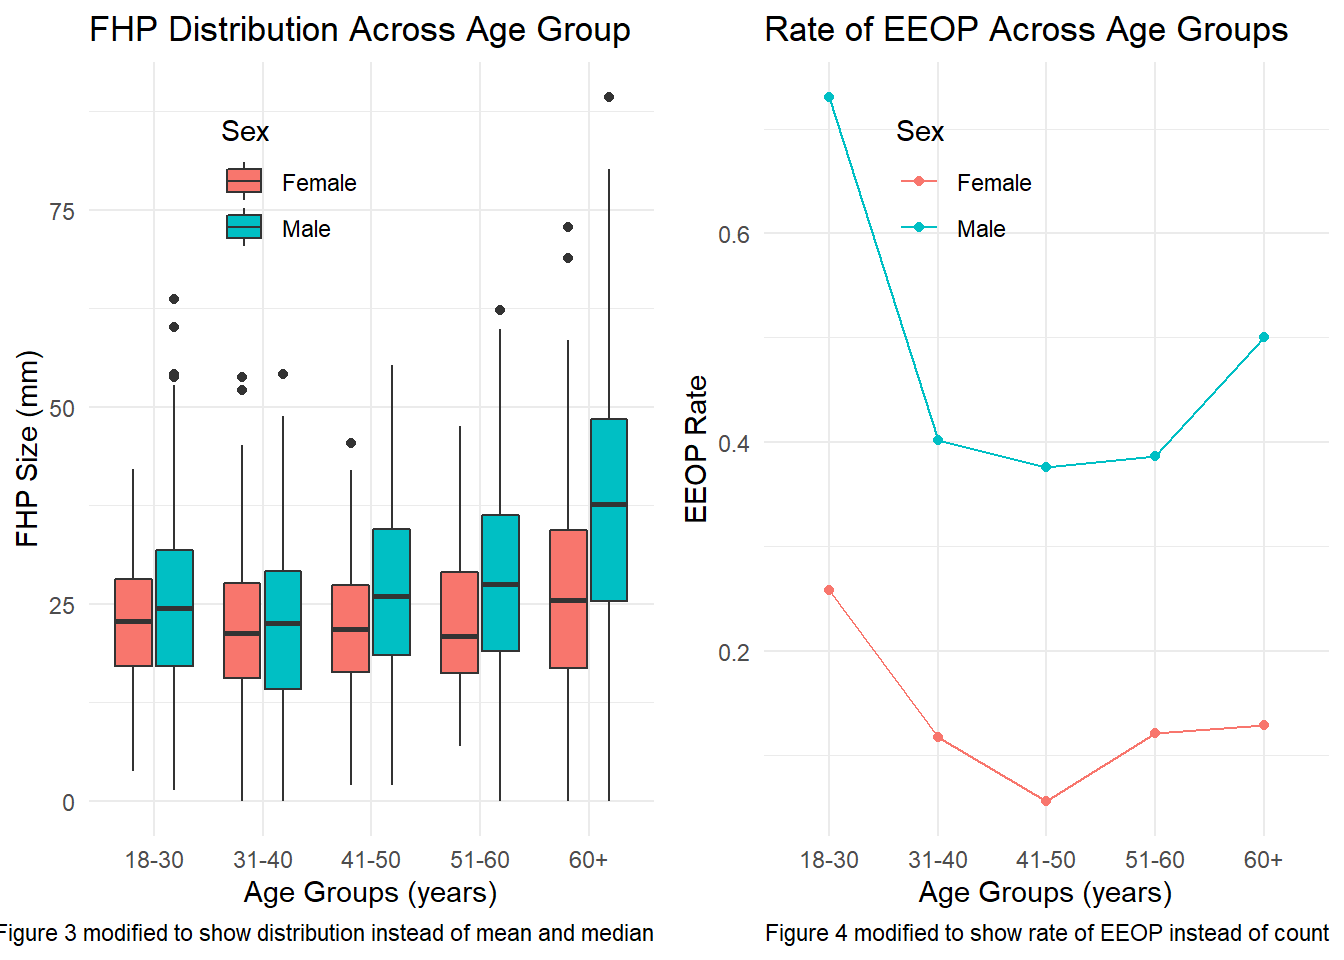 FHP Distribution Across Age Group
Sex
Female
Male
75
50
25
0
FHP Size (mm)
18-30
31-40
41-50
51-60
60+
Age Groups (years)
Figure 3 modified to show distribution instead of mean and median
Rate of EEOP Across Age Groups
Sex
Female
Male
0.6
0.4
0.2
EEOP Rate
18-30
31-40
41-50
51-60
60+
Age Groups (years)
Figure 4 modified to show rate of EEOP instead of count